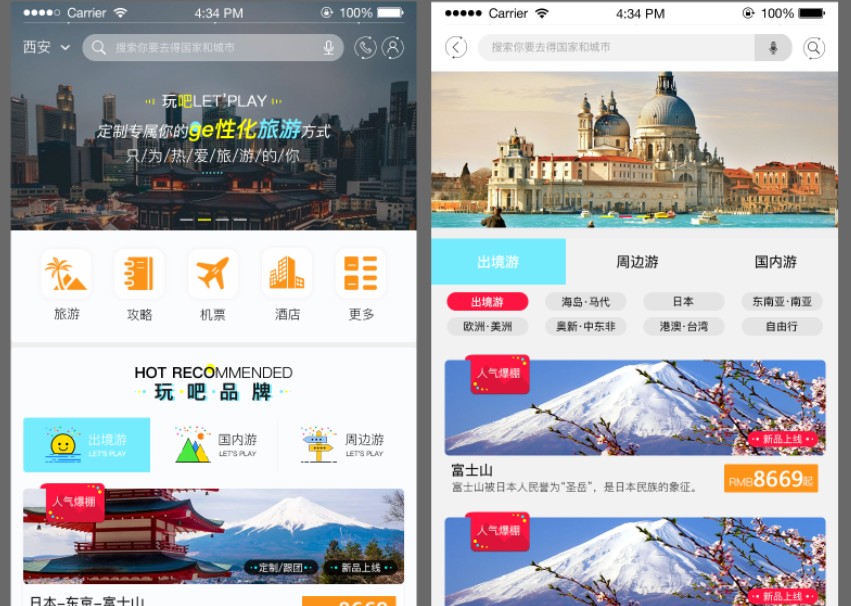 Carrier 4:34 PM 100%
西安
搜索你要去得国家和城市
玩吧LET'PLAY
定制专属你的ge性化旅游方式
只/为/热/爱/旅/游/的/你
旅游 攻略 机票 酒店 更多
HOT RECOMMENDED
玩·吧·品·牌
出境游 LET'S PLAY
国内游 LET'S PLAY
周边游 LET'S PLAY
人气爆棚
定制/跟团
新品上线
日本-东京-富士山
8669
Carrier 4:34 PM 100%
搜索你要去得国家和城市
出境游 周边游 国内游
出境游 海岛·马代 日本 东南亚·南亚
欧洲·美洲 奥新·中东非 港澳·台湾 自由行
人气爆棚
新品上线
富士山
富士山被日本人民誉为“圣岳”，是日本民族的象征。
RMB8669起
人气爆棚
新品上线